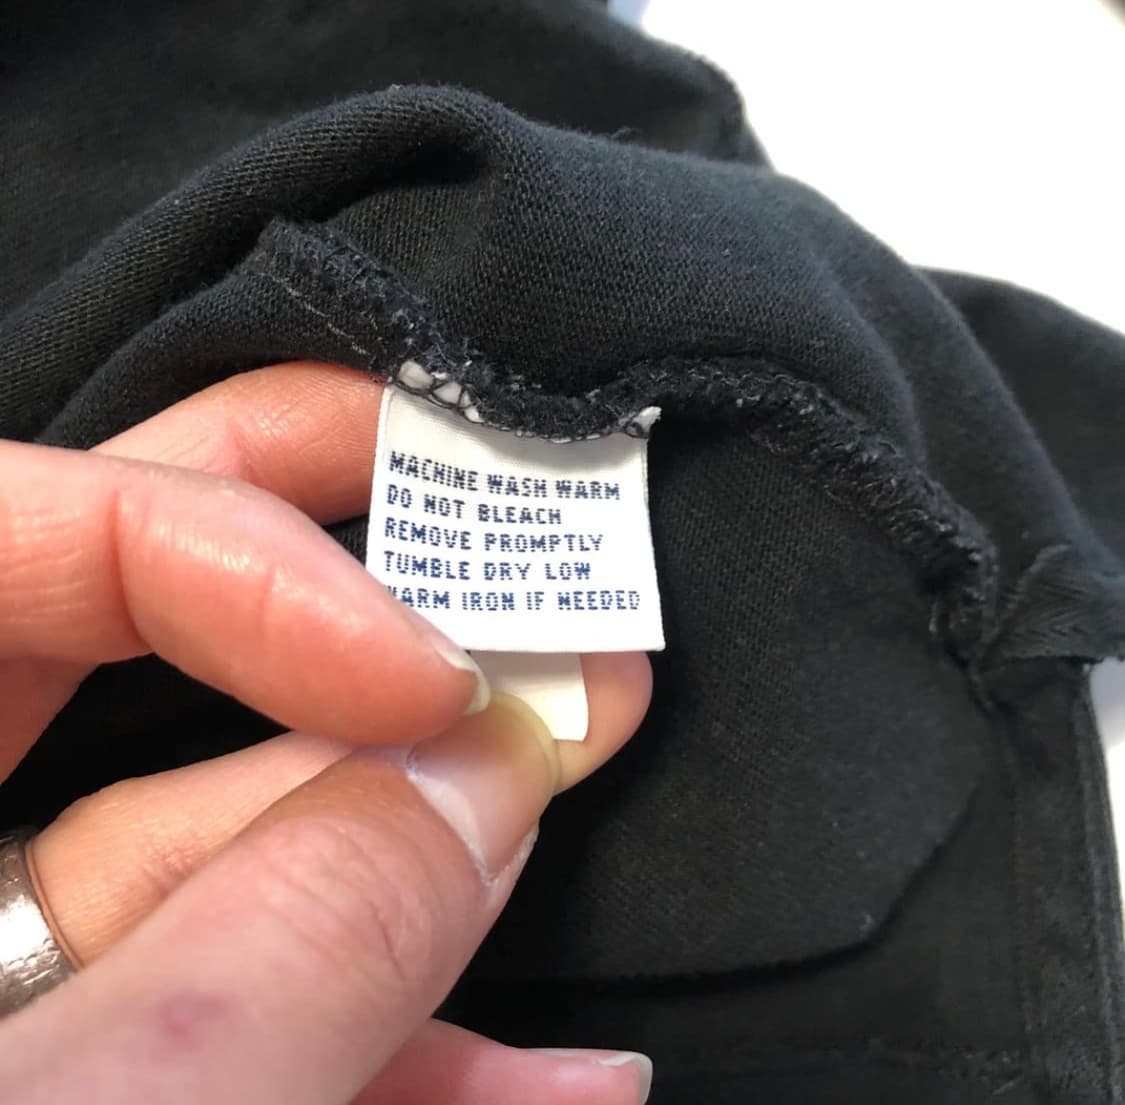 MACHINE WASH WARM
DO NOT BLEACH
REMOVE PROMPTLY
TUMBLE DRY LOW
WARM IRON IF NEEDED